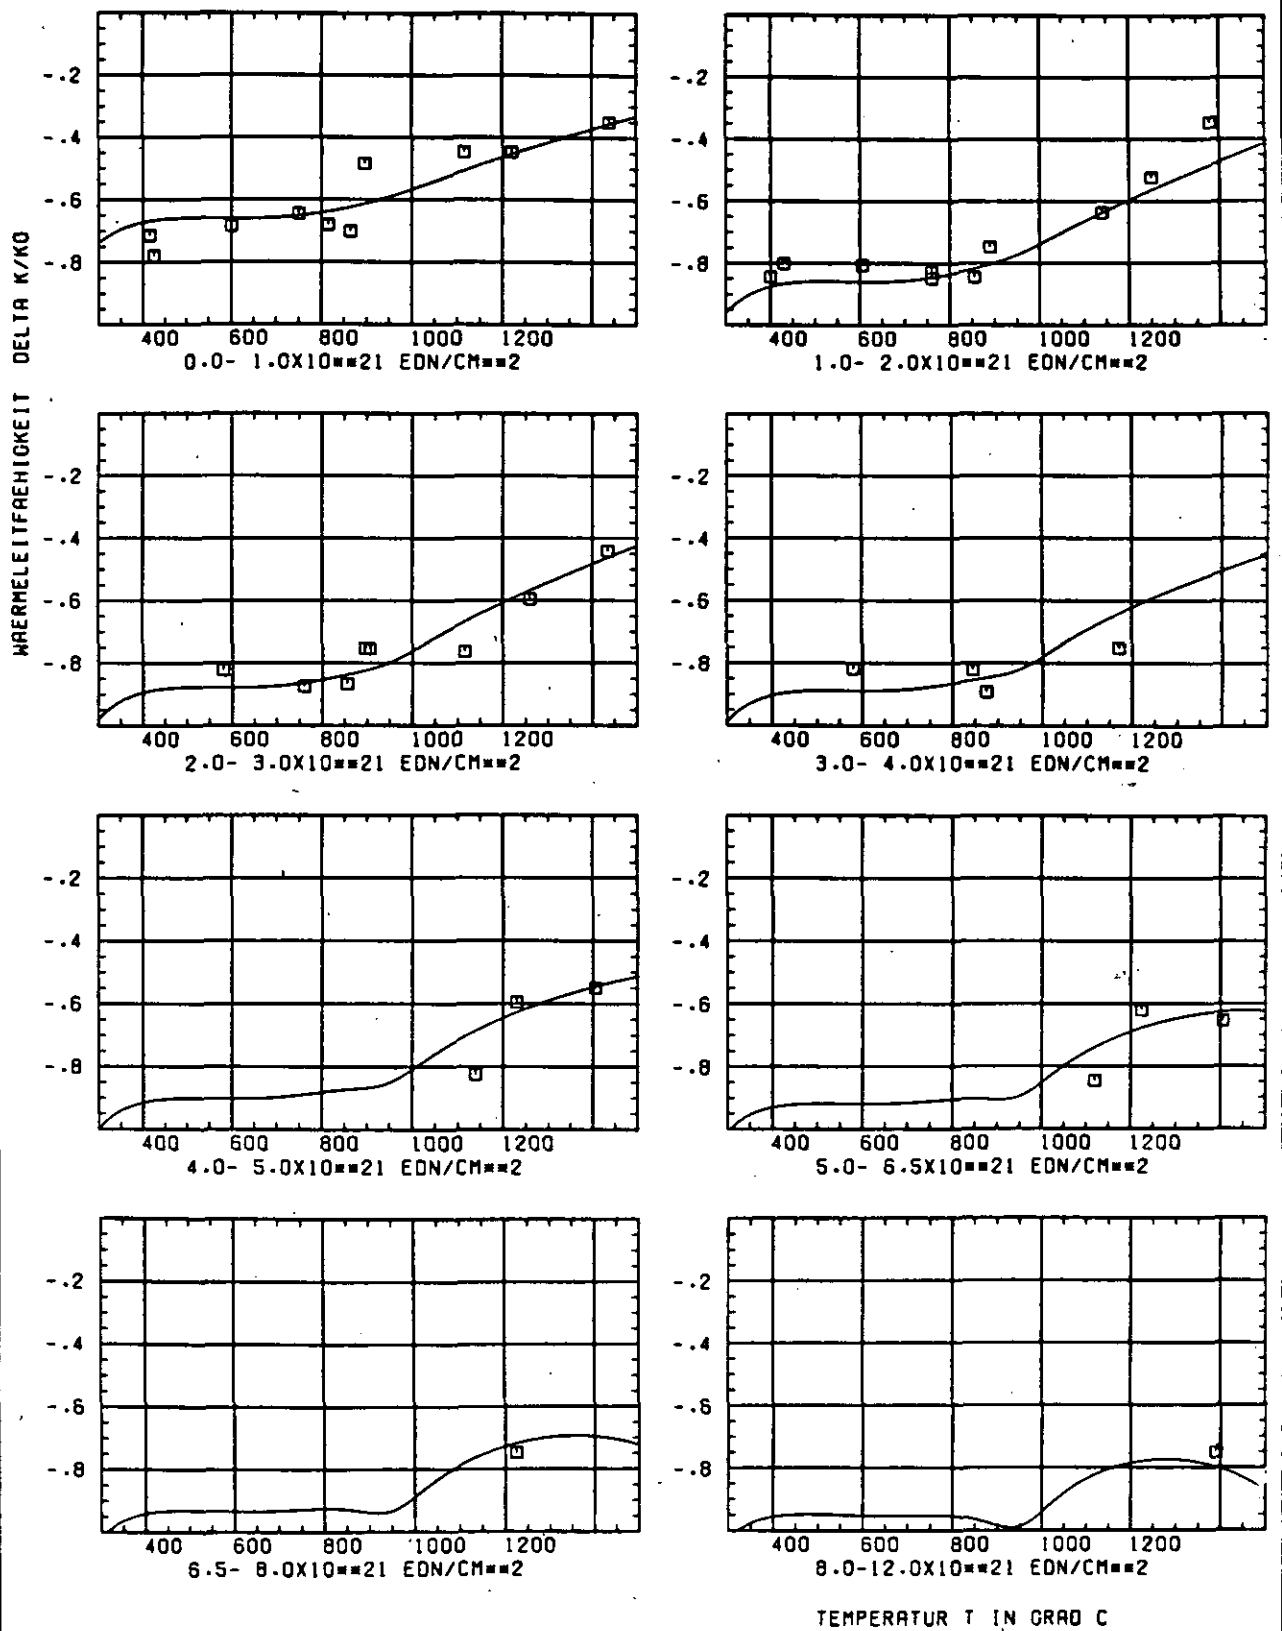 WAERMELEITFAEHIGKEIT DELTA K/K0
-.2
-.4
-.6
-.8
400 600 800 1000 1200
0.0- 1.0X10**21 EDN/CM**2
-.2
-.4
-.6
-.8
400 600 800 1000 1200
1.0- 2.0X10**21 EDN/CM**2
-.2
-.4
-.6
-.8
400 600 800 1000 1200
2.0- 3.0X10**21 EDN/CM**2
-.2
-.4
-.6
-.8
400 600 800 1000 1200
3.0- 4.0X10**21 EDN/CM**2
-.2
-.4
-.6
-.8
400 600 800 1000 1200
4.0- 5.0X10**21 EDN/CM**2
-.2
-.4
-.6
-.8
400 600 800 1000 1200
5.0- 6.5X10**21 EDN/CM**2
-.2
-.4
-.6
-.8
400 600 800 1000 1200
6.5- 8.0X10**21 EDN/CM**2
-.2
-.4
-.6
-.8
400 600 800 1000 1200
8.0-12.0X10**21 EDN/CM**2
TEMPERATUR T IN GRAD C